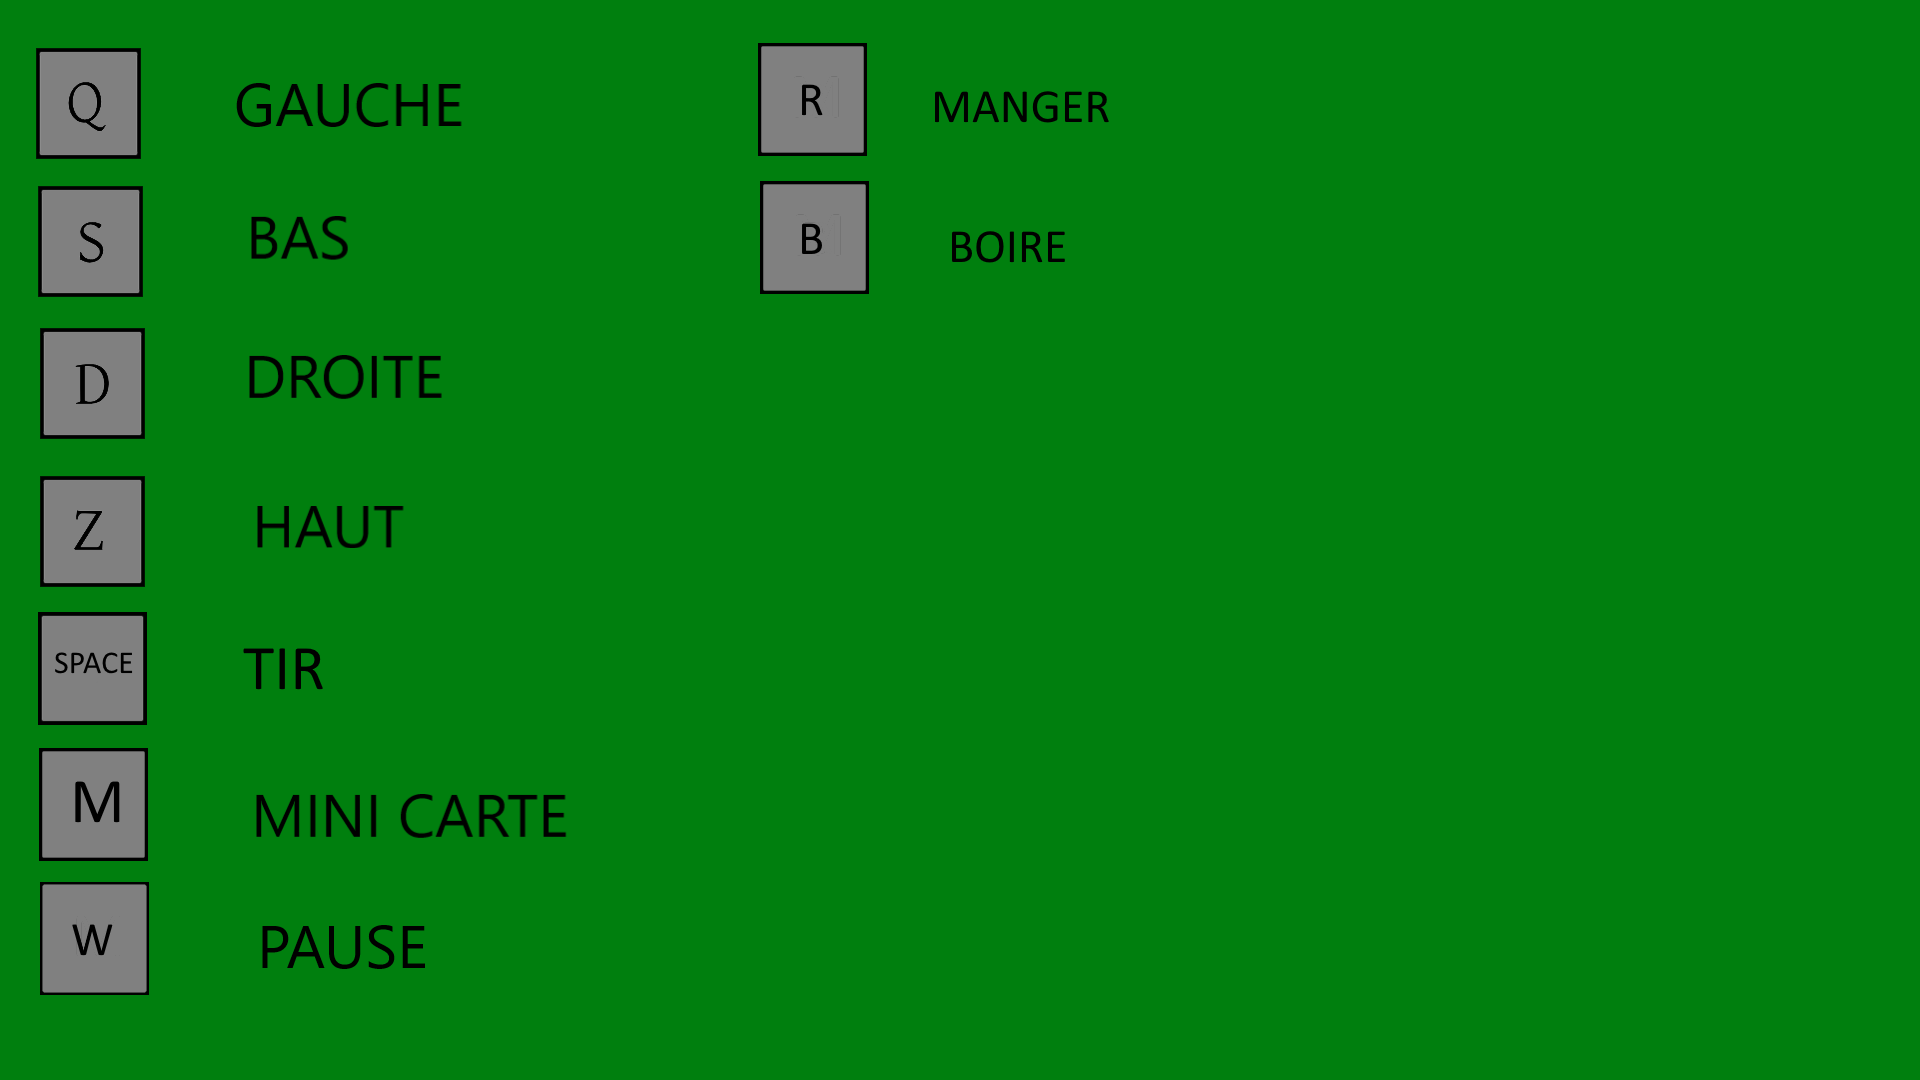 Q GAUCHE
S BAS
D DROITE
Z HAUT
SPACE TIR
M MINI CARTE
W PAUSE
R MANGER
B BOIRE